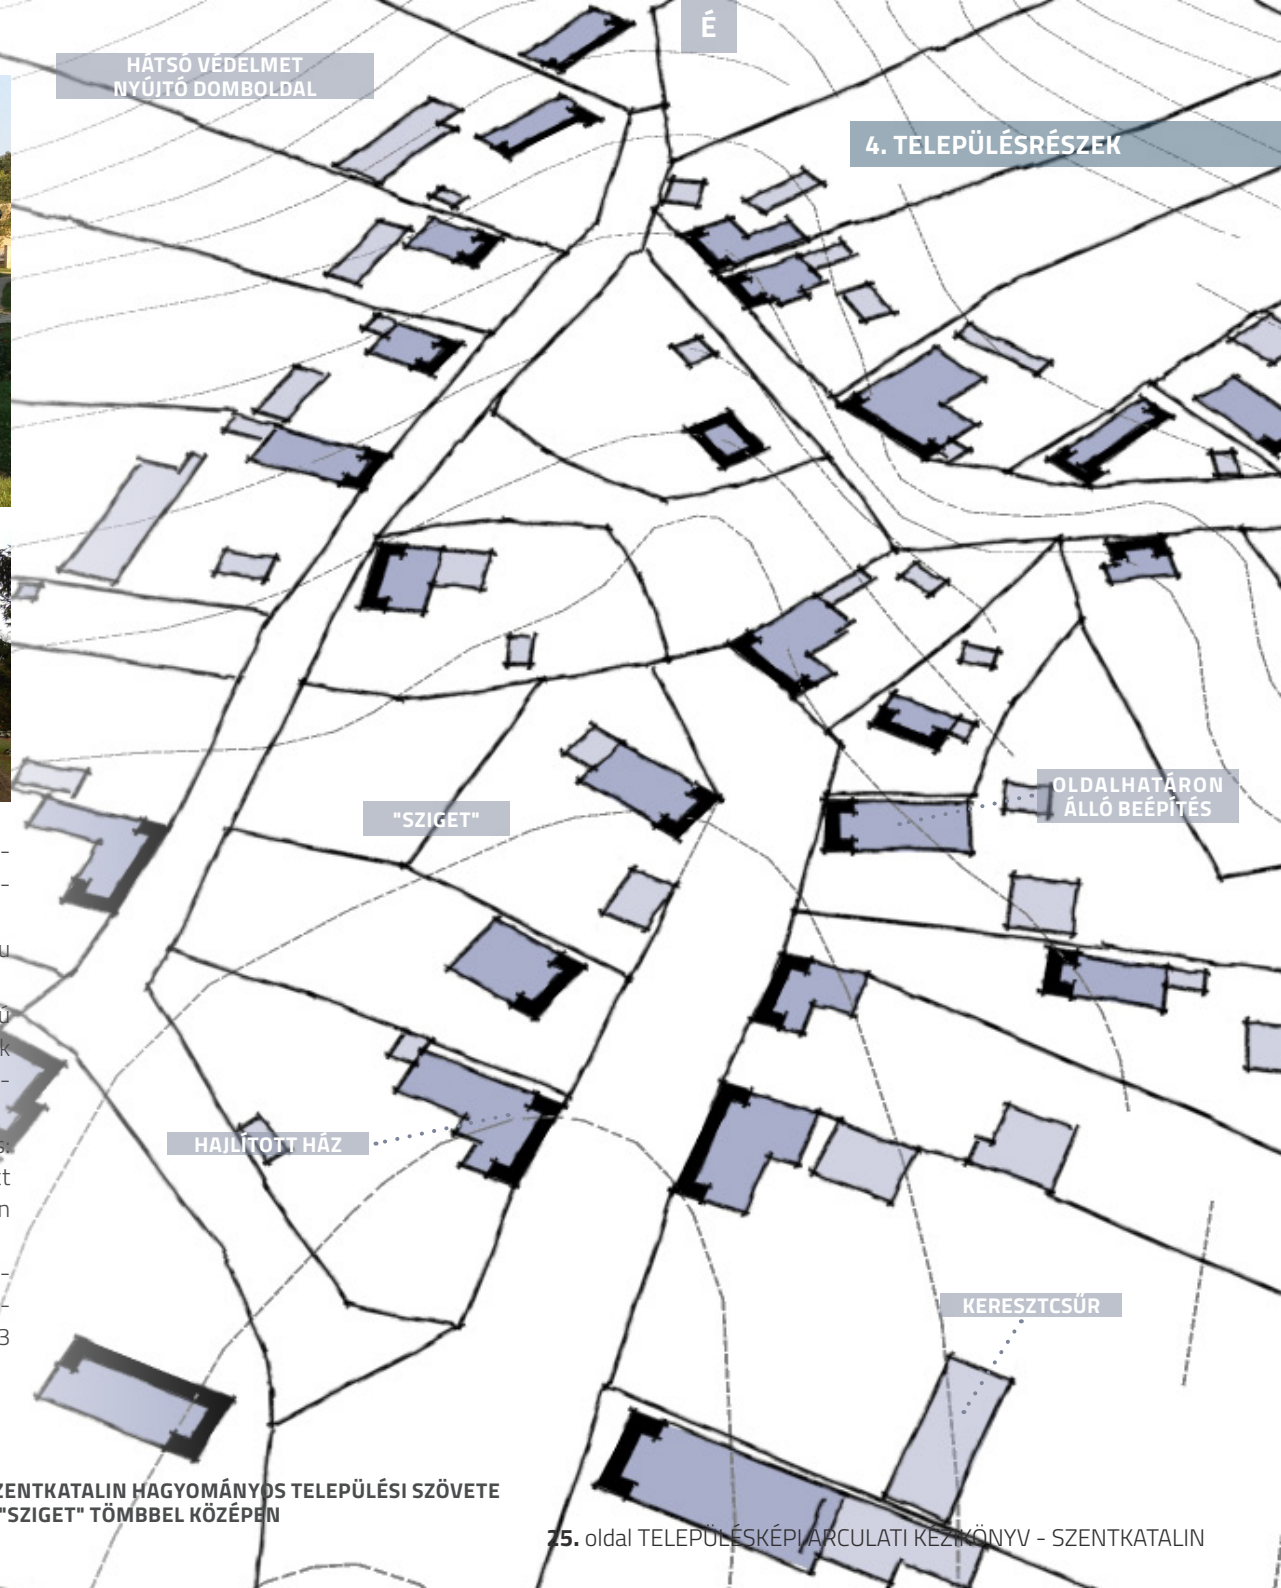 É
HÁTSÓ VÉDELMET
NYÚJTÓ DOMBOLDAL
4. TELEPÜLÉSRÉSZEK
OLDALHATÁRON
ÁLLÓ BEÉPÍTÉS
"SZIGET"
HAJLÍTOTT HÁZ
KERESZTCSŰR
ZENTKATALIN HAGYOMÁNYOS TELEPÜLÉSI SZÖVETE
"SZIGET" TÖMBBEL KÖZÉPEN
25. oldal TELEPÜLÉSKÉPI ARCULATI KÉZIKÖNYV - SZENTKATALIN